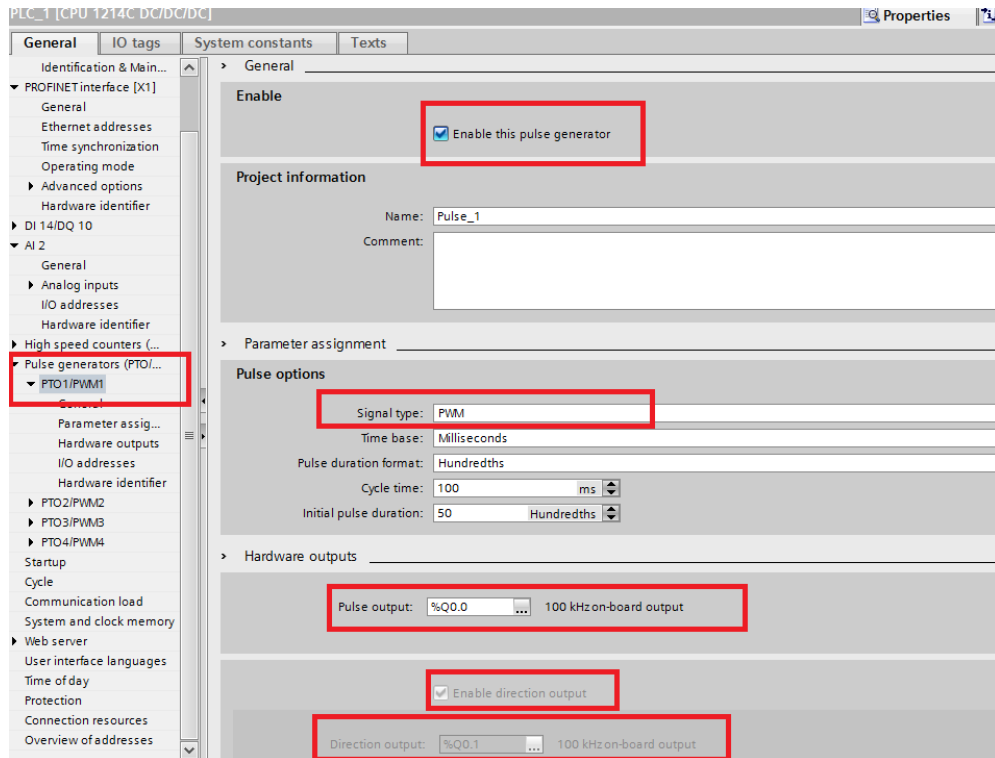 PLC_1 [CPU 1214C DC/DC/DC]
Properties
General
IO tags
System constants
Texts
Identification & Main...
PROFINET interface [X1]
General
Ethernet addresses
Time synchronization
Operating mode
Advanced options
Hardware identifier
DI 14/DQ 10
AI 2
General
Analog inputs
I/O addresses
Hardware identifier
High speed counters (...
Pulse generators (PTO/...
PTO1/PWM1
General
Parameter assig...
Hardware outputs
I/O addresses
Hardware identifier
PTO2/PWM2
PTO3/PWM3
PTO4/PWM4
Startup
Cycle
Communication load
System and clock memory
Web server
User interface languages
Time of day
Protection
Connection resources
Overview of addresses
General
Enable
Enable this pulse generator
Project information
Name: Pulse_1
Comment:
Parameter assignment
Pulse options
Signal type: PWM
Time base: Milliseconds
Pulse duration format: Hundredths
Cycle time: 100 ms
Initial pulse duration: 50 Hundredths
Hardware outputs
Pulse output: %Q0.0 ... 100 kHz on-board output
Enable direction output
Direction output: %Q0.1 ... 100 kHz on-board output